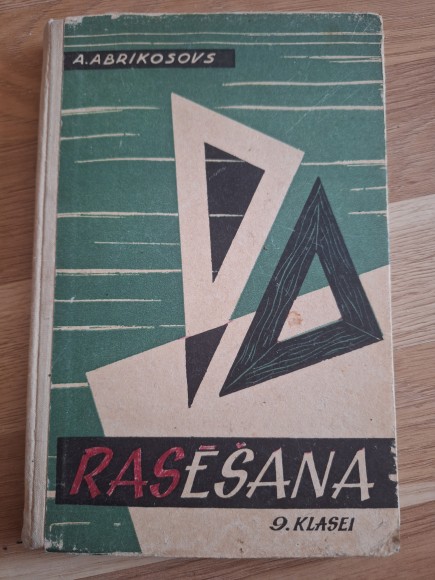 A. ABRIKOSOVS
RASĒŠANA
9. KLASEI